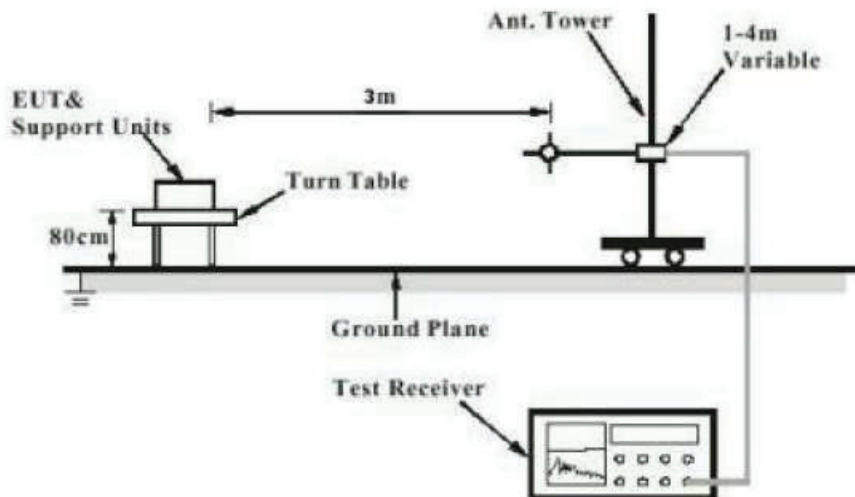 Ant. Tower
1-4m
Variable
EUT&
Support Units
3m
Turn Table
80cm
Ground Plane
Test Receiver